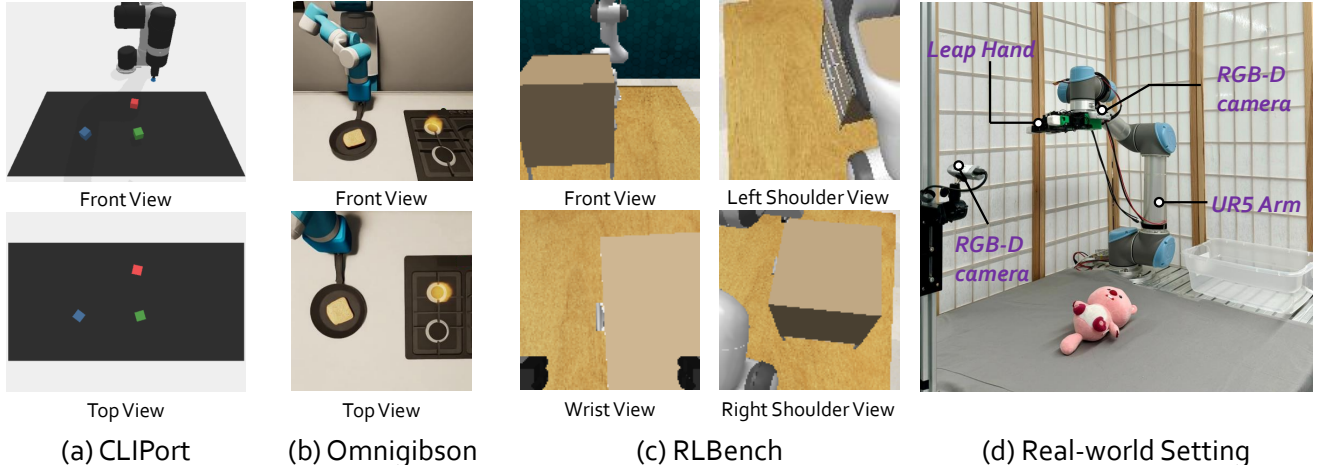 Front View
Top View
(a) CLIPort
Front View
Top View
(b) Omnigibson
Front View
Left Shoulder View
Wrist View
Right Shoulder View
(c) RLBench
Leap Hand
RGB-D
camera
RGB-D
camera
UR5 Arm
(d) Real-world Setting